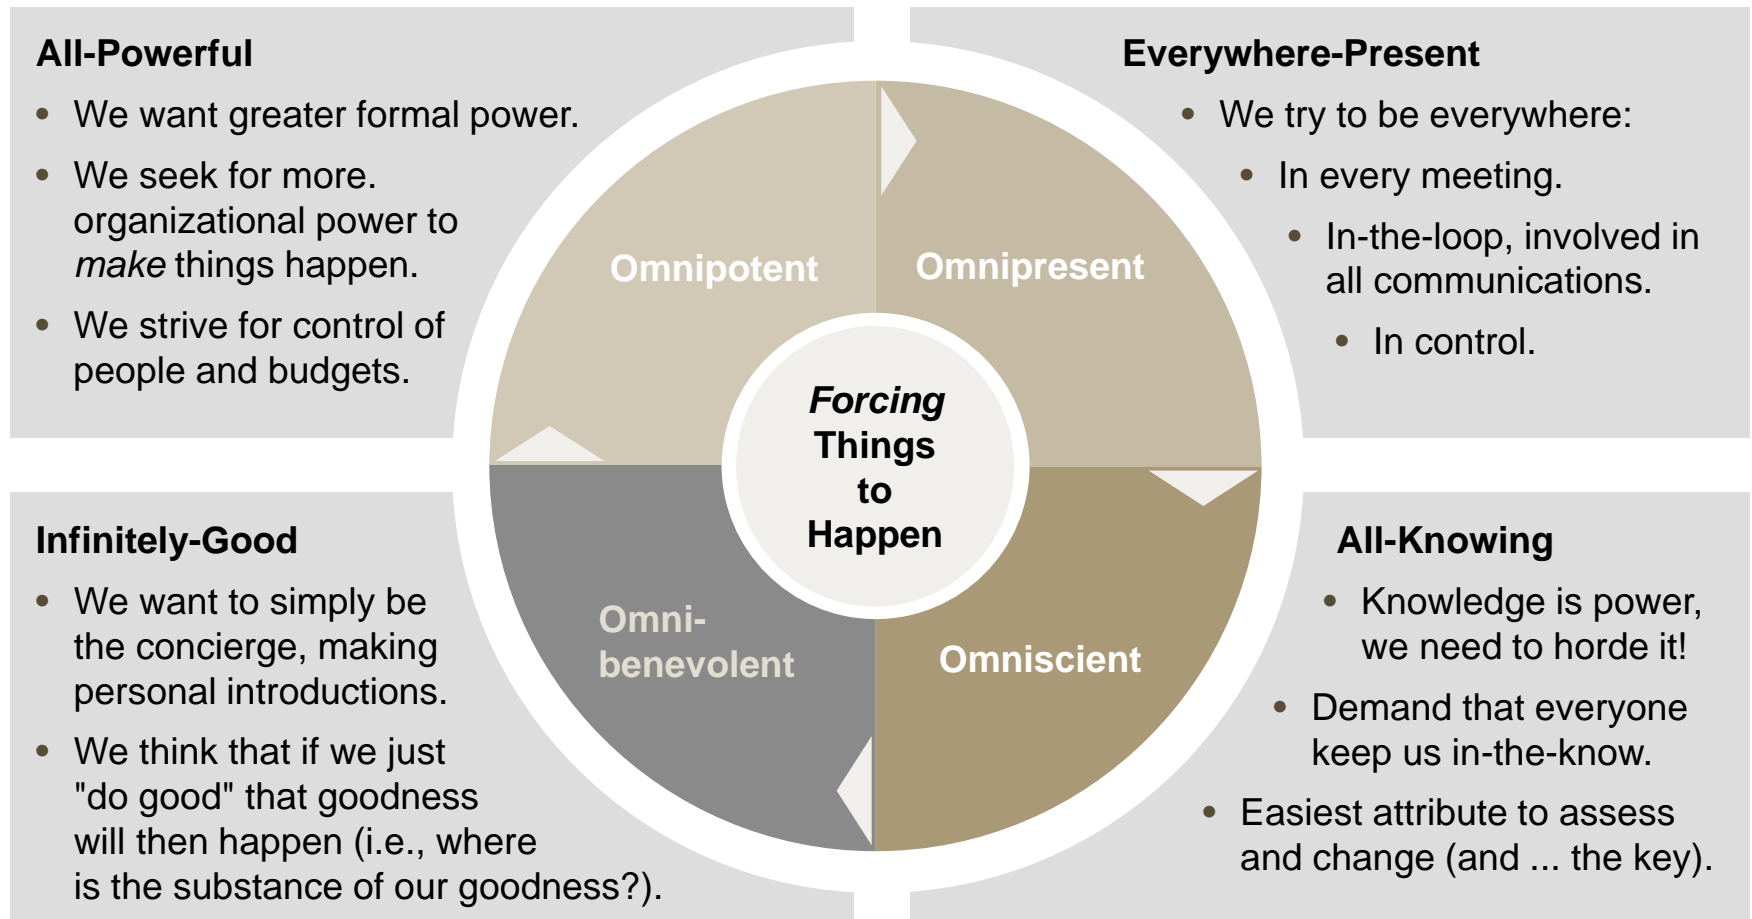 All-Powerful
• We want greater formal power.
• We seek for more.
organizational power to
make things happen.
• We strive for control of
people and budgets.
Everywhere-Present
• We try to be everywhere:
• In every meeting.
• In-the-loop, involved in
all communications.
• In control.
Omnipotent
Omnipresent
Forcing
Things
to
Happen
Omni-
benevolent
Omniscient
Infinitely-Good
• We want to simply be
the concierge, making
personal introductions.
• We think that if we just
"do good" that goodness
will then happen (i.e., where
is the substance of our goodness?).
All-Knowing
• Knowledge is power,
we need to horde it!
• Demand that everyone
keep us in-the-know.
• Easiest attribute to assess
and change (and ... the key).